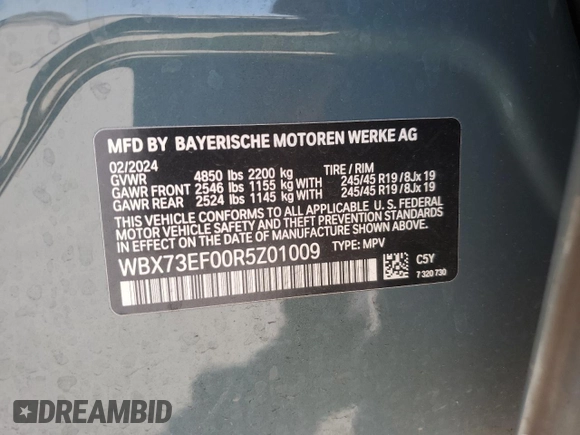 MFD BY BAYERISCHE MOTOREN WERKE AG
02/2024
GVWR 4850 lbs 2200 kg TIRE / RIM
GAWR FRONT 2546 lbs 1155 kg WITH 245/45 R19 /8Jx 19
GAWR REAR 2524 lbs 1145 kg WITH 245/45 R19 /8Jx 19
THIS VEHICLE CONFORMS TO ALL APPLICABLE U. S. FEDERAL
MOTOR VEHICLE SAFETY AND THEFT PREVENTION STANDARDS
IN EFFECT ON THE DATE OF MANUFACTURE SHOWN ABOVE.
WBX73EF00R5Z01009 TYPE: MPV
C5Y
7 320 730
DREAMBID